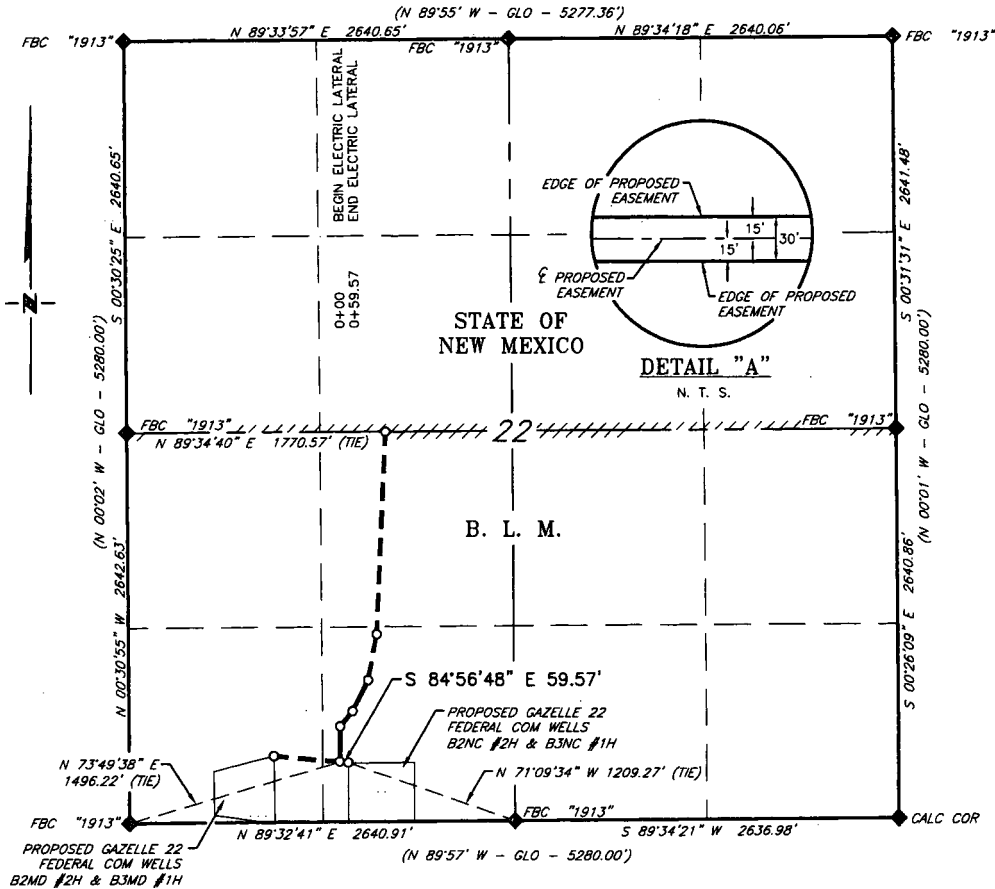 (N 89°55' W - GLO - 5277.36')
N 89°33'57" E 2640.65'
N 89°34'18" E 2640.06'
FBC "1913"
FBC "1913"
FBC "1913"
BEGIN ELECTRIC LATERAL
END ELECTRIC LATERAL
0+00
0+59.57
S 00°30'25" E 2640.65'
S 00°31'31" E 2641.48'
EDGE OF PROPOSED
EASEMENT
15'
15'
30'
℄ PROPOSED
EASEMENT
EDGE OF PROPOSED
EASEMENT
DETAIL "A"
N. T. S.
N
STATE OF
NEW MEXICO
(N 00°02' W - GLO - 5280.00')
(N 00°01' W - GLO - 5280.00')
FBC "1913"
N 89°34'40" E 1770.57' (TIE)
22
FBC "1913"
B. L. M.
N 00°30'55" W 2642.63'
S 00°26'09" E 2640.86'
S 84°56'48" E 59.57'
PROPOSED GAZELLE 22
FEDERAL COM WELLS
B2NC #2H & B3NC #1H
N 73°49'38" E
1496.22' (TIE)
N 71°09'34" W 1209.27' (TIE)
FBC "1913"
N 89°32'41" E 2640.91'
FBC "1913"
S 89°34'21" W 2636.98'
CALC COR
(N 89°57' W - GLO - 5280.00')
PROPOSED GAZELLE 22
FEDERAL COM WELLS
B2MD #2H & B3MD #1H